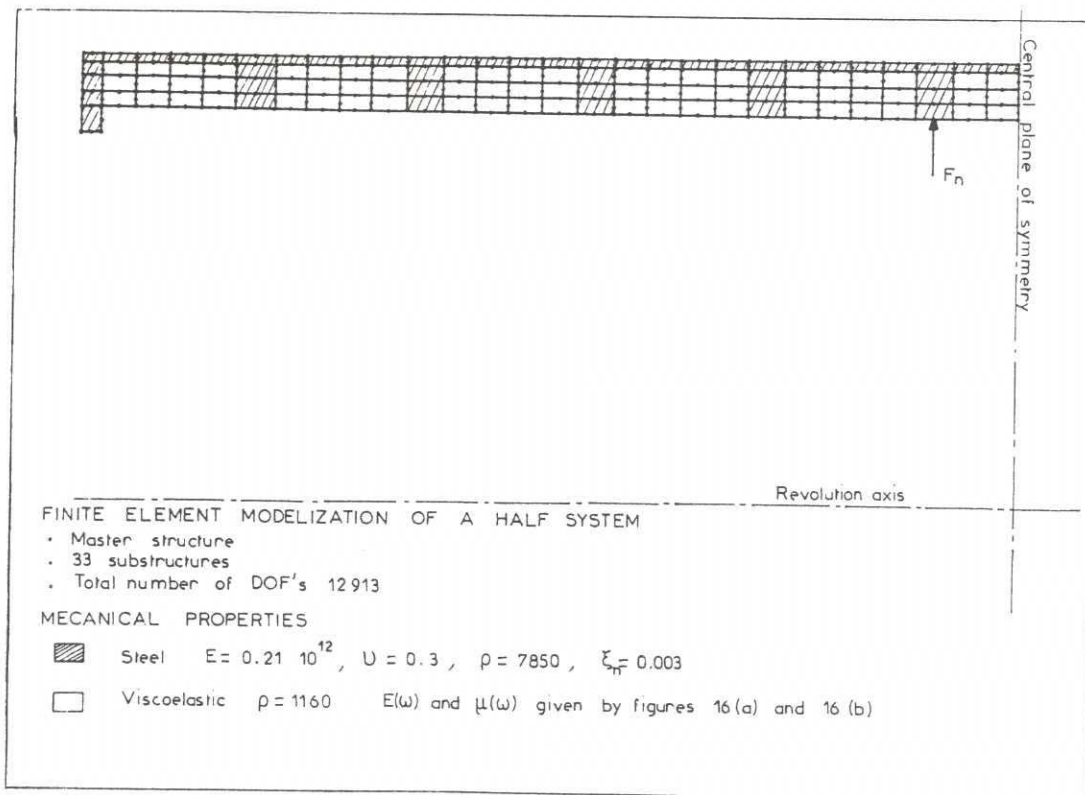 Central plane of symmetry
Fn
Revolution axis
FINITE ELEMENT MODELIZATION OF A HALF SYSTEM
· Master structure
. 33 substructures
. Total number of DOF's 12 913
MECANICAL PROPERTIES
Steel E = 0.21 10^12 , υ = 0.3 , ρ = 7850 , ξn = 0.003
Viscoelastic ρ = 1160 E(ω) and μ(ω) given by figures 16(a) and 16(b)